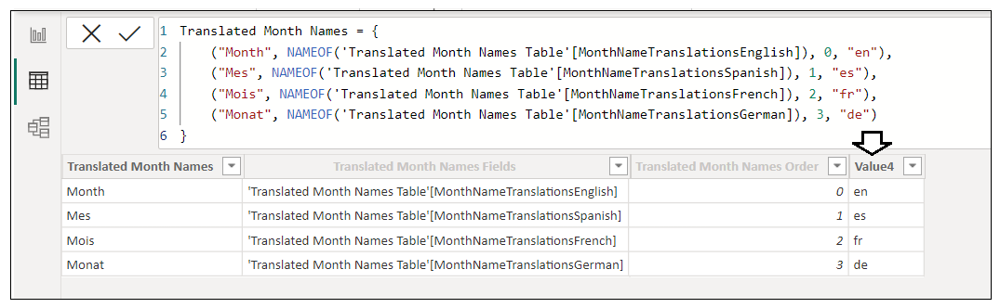 1 Translated Month Names = {
2 ("Month", NAMEOF('Translated Month Names Table'[MonthNameTranslationsEnglish]), 0, "en"),
3 ("Mes", NAMEOF('Translated Month Names Table'[MonthNameTranslationsSpanish]), 1, "es"),
4 ("Mois", NAMEOF('Translated Month Names Table'[MonthNameTranslationsFrench]), 2, "fr"),
5 ("Monat", NAMEOF('Translated Month Names Table'[MonthNameTranslationsGerman]), 3, "de")
6 }
Translated Month Names Translated Month Names Fields Translated Month Names Order Value4
Month 'Translated Month Names Table'[MonthNameTranslationsEnglish] 0 en
Mes 'Translated Month Names Table'[MonthNameTranslationsSpanish] 1 es
Mois 'Translated Month Names Table'[MonthNameTranslationsFrench] 2 fr
Monat 'Translated Month Names Table'[MonthNameTranslationsGerman] 3 de